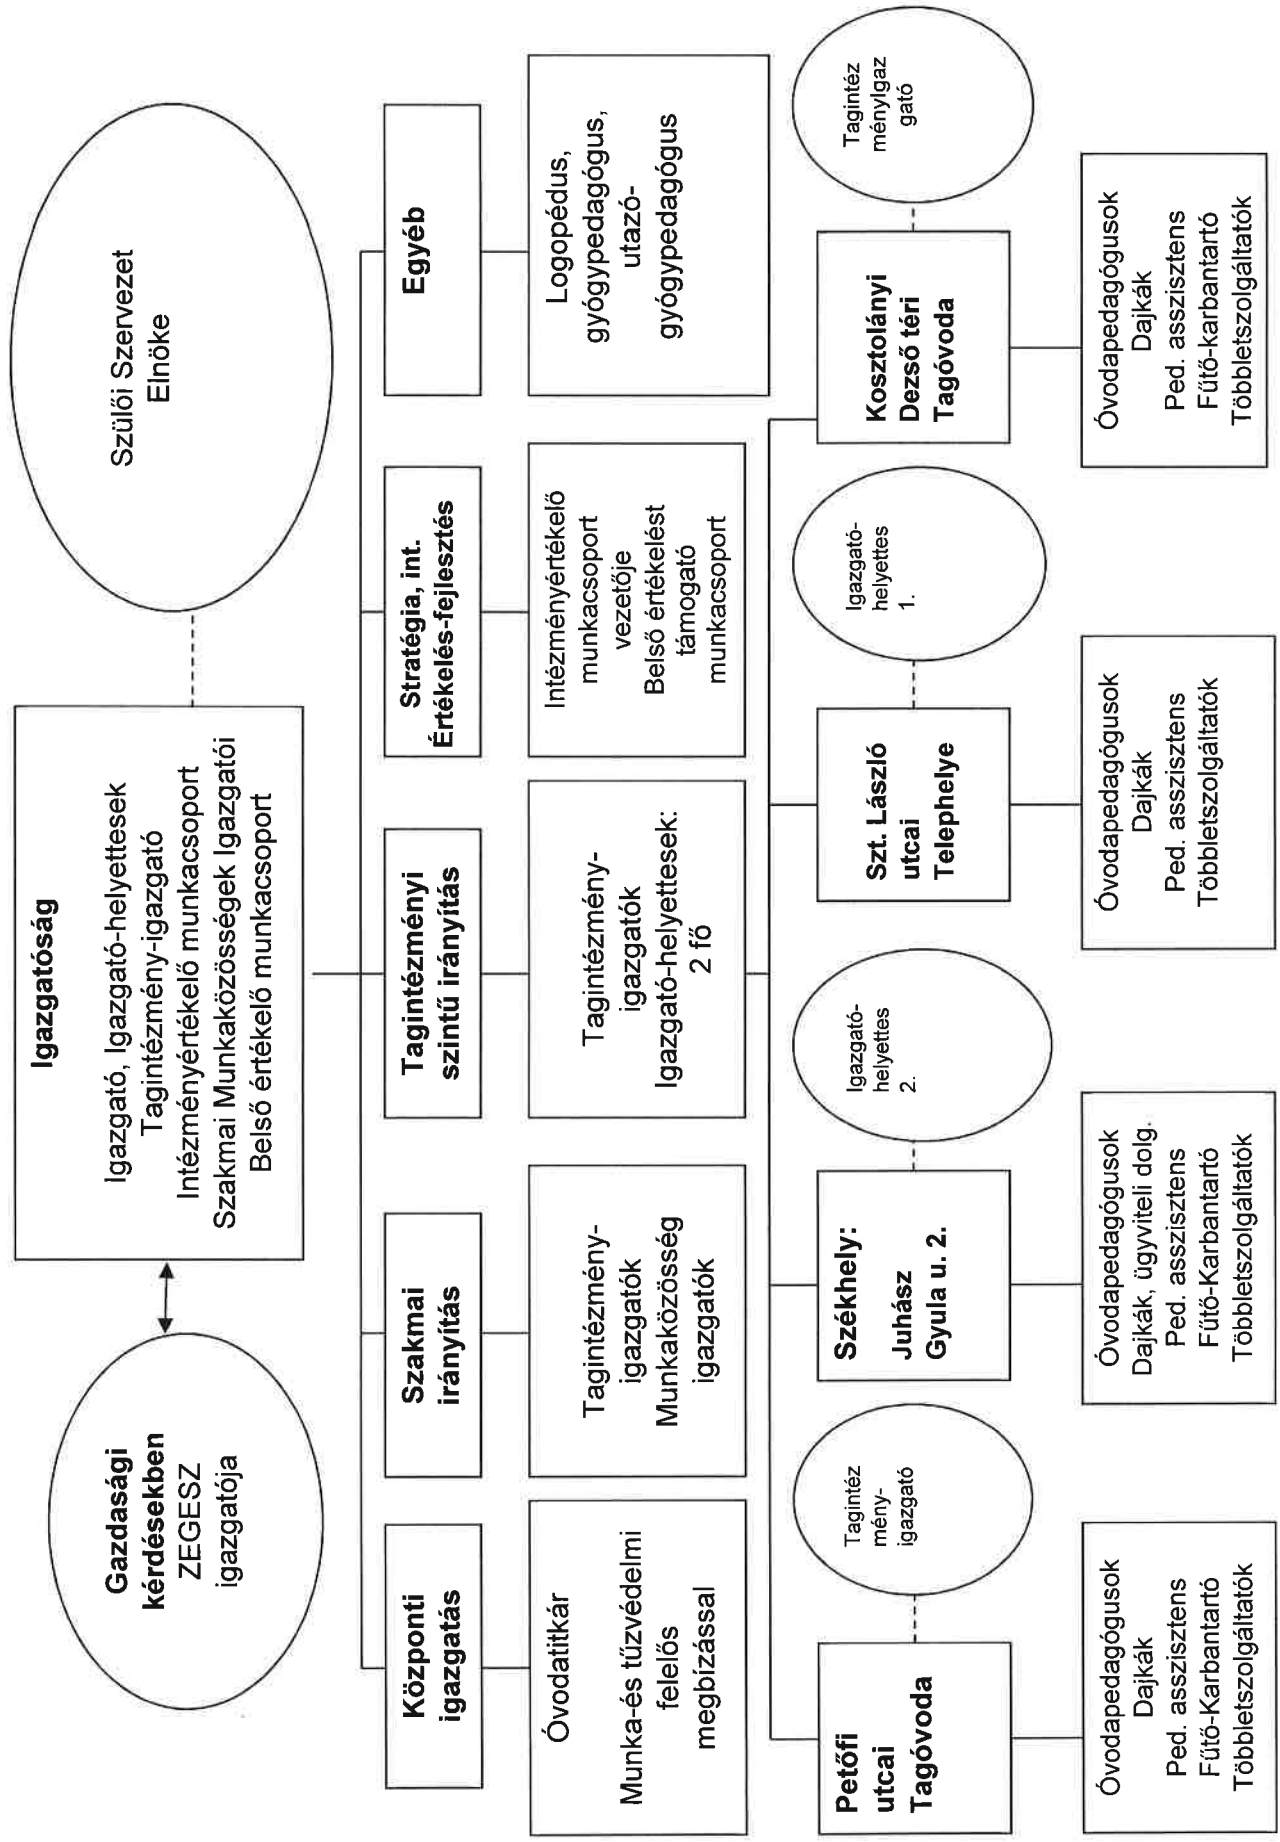 Gazdasági
kérdésekben
ZEGESZ
igazgatója
Igazgatóság
Igazgató, Igazgató-helyettesek
Tagintézmény-igazgató
Intézményértékelő munkacsoport
Szakmai Munkaközösségek Igazgatói
Belső értékelő munkacsoport
Szülői Szervezet
Elnöke
Központi
igazgatás
Szakmai
irányítás
Tagintézményi
szintű irányítás
Stratégia, int.
Értékelés-fejlesztés
Egyéb
Óvodatitkár
Munka-és tűzvédelmi
felelős
megbízással
Tagintézmény-
igazgatók
Munkaközösség
igazgatók
Tagintézmény-
igazgatók
Igazgató-helyettesek:
2 fő
Intézményértékelő
munkacsoport
vezetője
Belső értékelést
támogató
munkacsoport
Logopédus,
gyógypedagógus,
utazó-
gyógypedagógus
Petőfi
utcai
Tagóvoda
Tagintéz
mény-
igazgató
Székhely:
Juhász
Gyula u. 2.
Igazgató-
helyettes
2.
Szt. László
utcai
Telephelye
Igazgató-
helyettes
1.
Kosztolányi
Dezső téri
Tagóvoda
Tagintéz
ményIgaz
gató
Óvodapedagógusok
Dajkák
Ped. asszisztens
Fűtő-Karbantartó
Többletszolgáltatók
Óvodapedagógusok
Dajkák, ügyviteli dolg.
Ped. asszisztens
Fűtő-Karbantartó
Többletszolgáltatók
Óvodapedagógusok
Dajkák
Ped. asszisztens
Többletszolgáltatók
Óvodapedagógusok
Dajkák
Ped. asszisztens
Fűtő-karbantartó
Többletszolgáltatók